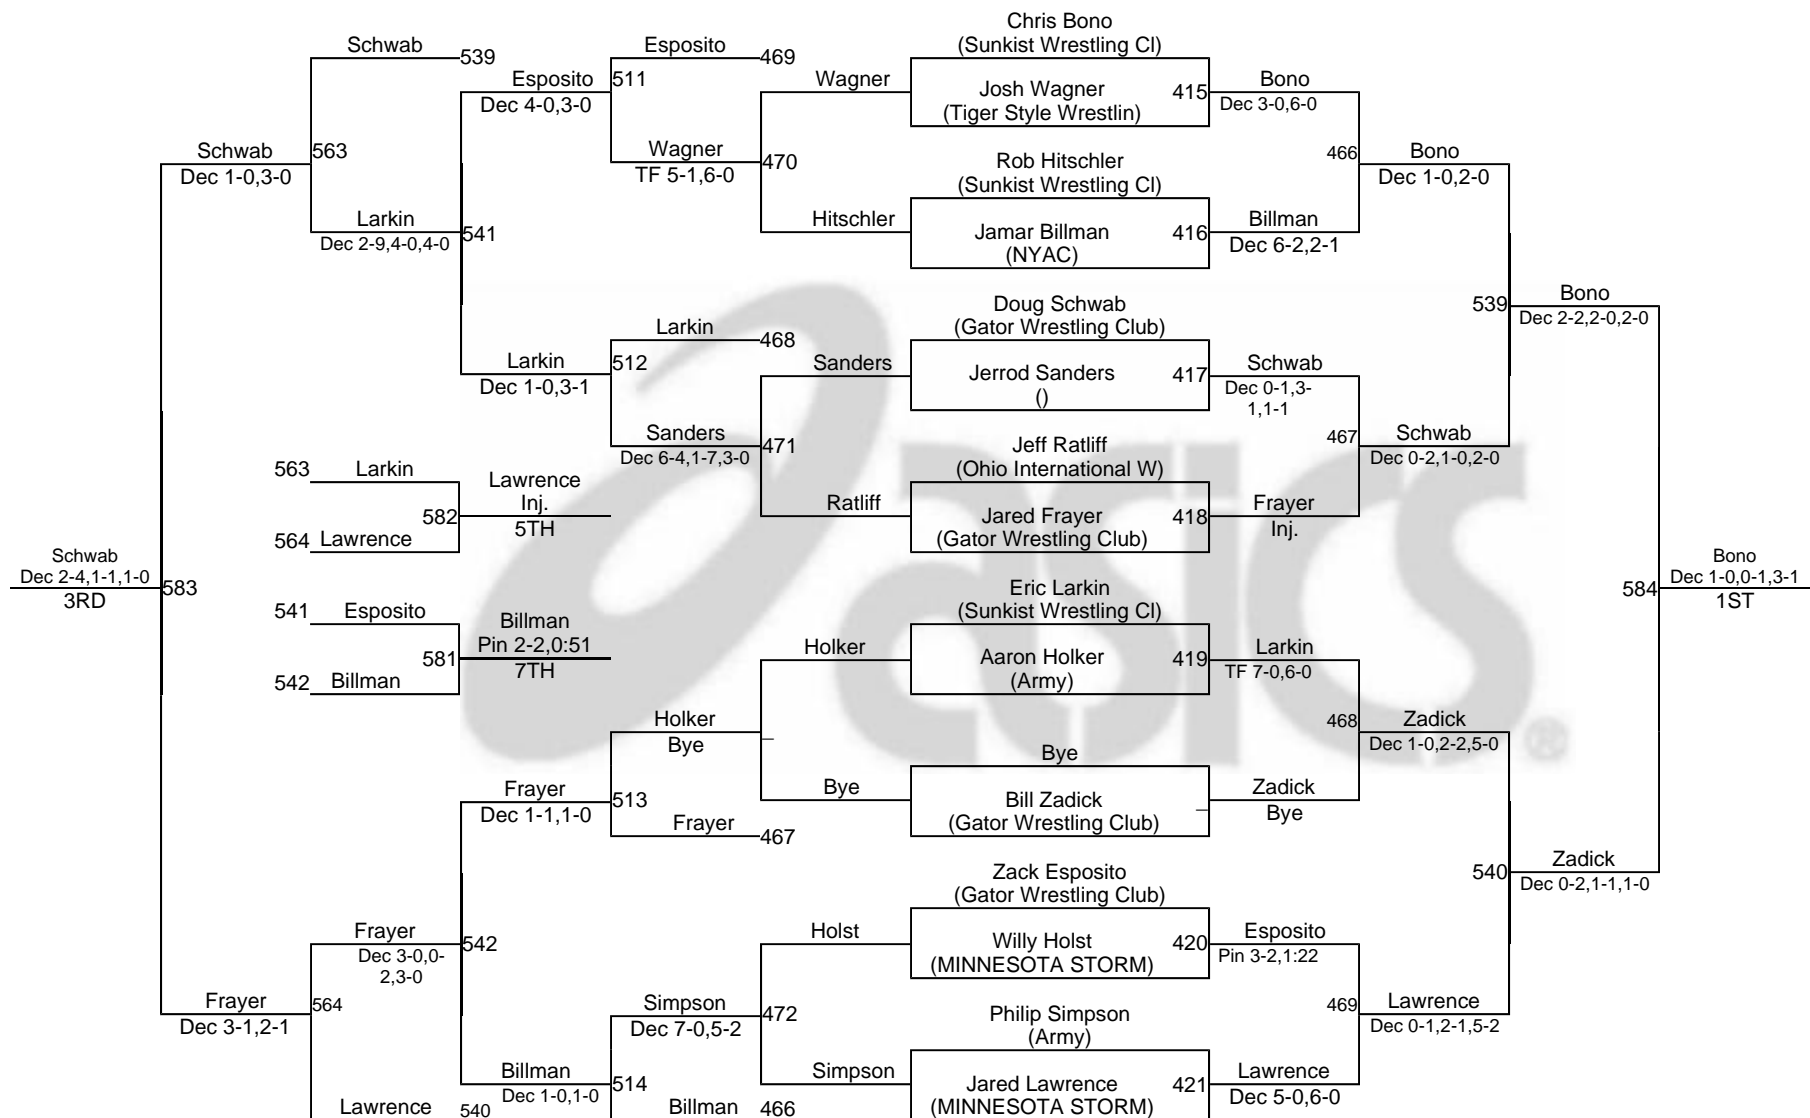 Chris Bono
(Sunkist Wrestling Cl)
Schwab
539
Esposito
469
Esposito
511
Dec 4-0,3-0
Wagner
Josh Wagner
(Tiger Style Wrestlin)
415
Bono
Dec 3-0,6-0
Schwab
563
Dec 1-0,3-0
Wagner
470
TF 5-1,6-0
Rob Hitschler
(Sunkist Wrestling Cl)
466
Bono
Dec 1-0,2-0
Larkin
541
Dec 2-9,4-0,4-0
Hitschler
Jamar Billman
(NYAC)
416
Billman
Dec 6-2,2-1
Doug Schwab
(Gator Wrestling Club)
539
Bono
Dec 2-2,2-0,2-0
Larkin
468
Larkin
512
Dec 1-0,3-1
Sanders
Jerrod Sanders
()
417
Schwab
Dec 0-1,3-
1,1-1
Sanders
471
Dec 6-4,1-7,3-0
Jeff Ratliff
(Ohio International W)
467
Schwab
Dec 0-2,1-0,2-0
563
Larkin
Lawrence
Inj.
582
5TH
564
Lawrence
Ratliff
Jared Frayer
(Gator Wrestling Club)
418
Frayer
Inj.
Schwab
Dec 2-4,1-1,1-0
583
3RD
Eric Larkin
(Sunkist Wrestling Cl)
584
Bono
Dec 1-0,0-1,3-1
1ST
541
Esposito
Billman
Pin 2-2,0:51
581
7TH
542
Billman
Holker
Aaron Holker
(Army)
419
Larkin
TF 7-0,6-0
Holker
Bye
_
Bye
468
Zadick
Dec 1-0,2-2,5-0
Frayer
513
Dec 1-1,1-0
Frayer
467
Bye
Bill Zadick
(Gator Wrestling Club)
_
Zadick
Bye
Zack Esposito
(Gator Wrestling Club)
540
Zadick
Dec 0-2,1-1,1-0
Frayer
542
Dec 3-0,0-
2,3-0
Holst
Willy Holst
(MINNESOTA STORM)
420
Esposito
Pin 3-2,1:22
Frayer
564
Dec 3-1,2-1
Simpson
472
Dec 7-0,5-2
Philip Simpson
(Army)
469
Lawrence
Dec 0-1,2-1,5-2
Billman
514
Dec 1-0,1-0
Simpson
Jared Lawrence
(MINNESOTA STORM)
421
Lawrence
Dec 5-0,6-0
Lawrence
540
Billman
466
asics®